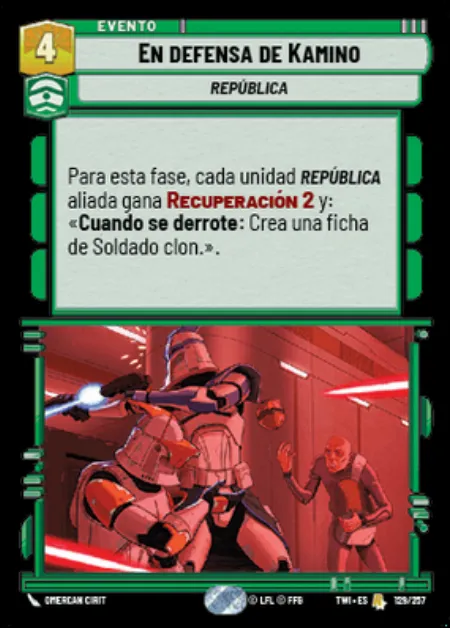 EVENTO
4
EN DEFENSA DE KAMINO
REPÚBLICA
Para esta fase, cada unidad REPÚBLICA
aliada gana RECUPERACIÓN 2 y:
«Cuando se derrote: Crea una ficha
de Soldado clon.».
OMERCAN CIRIT
© LFL © FFG
TWI•ES
129/257